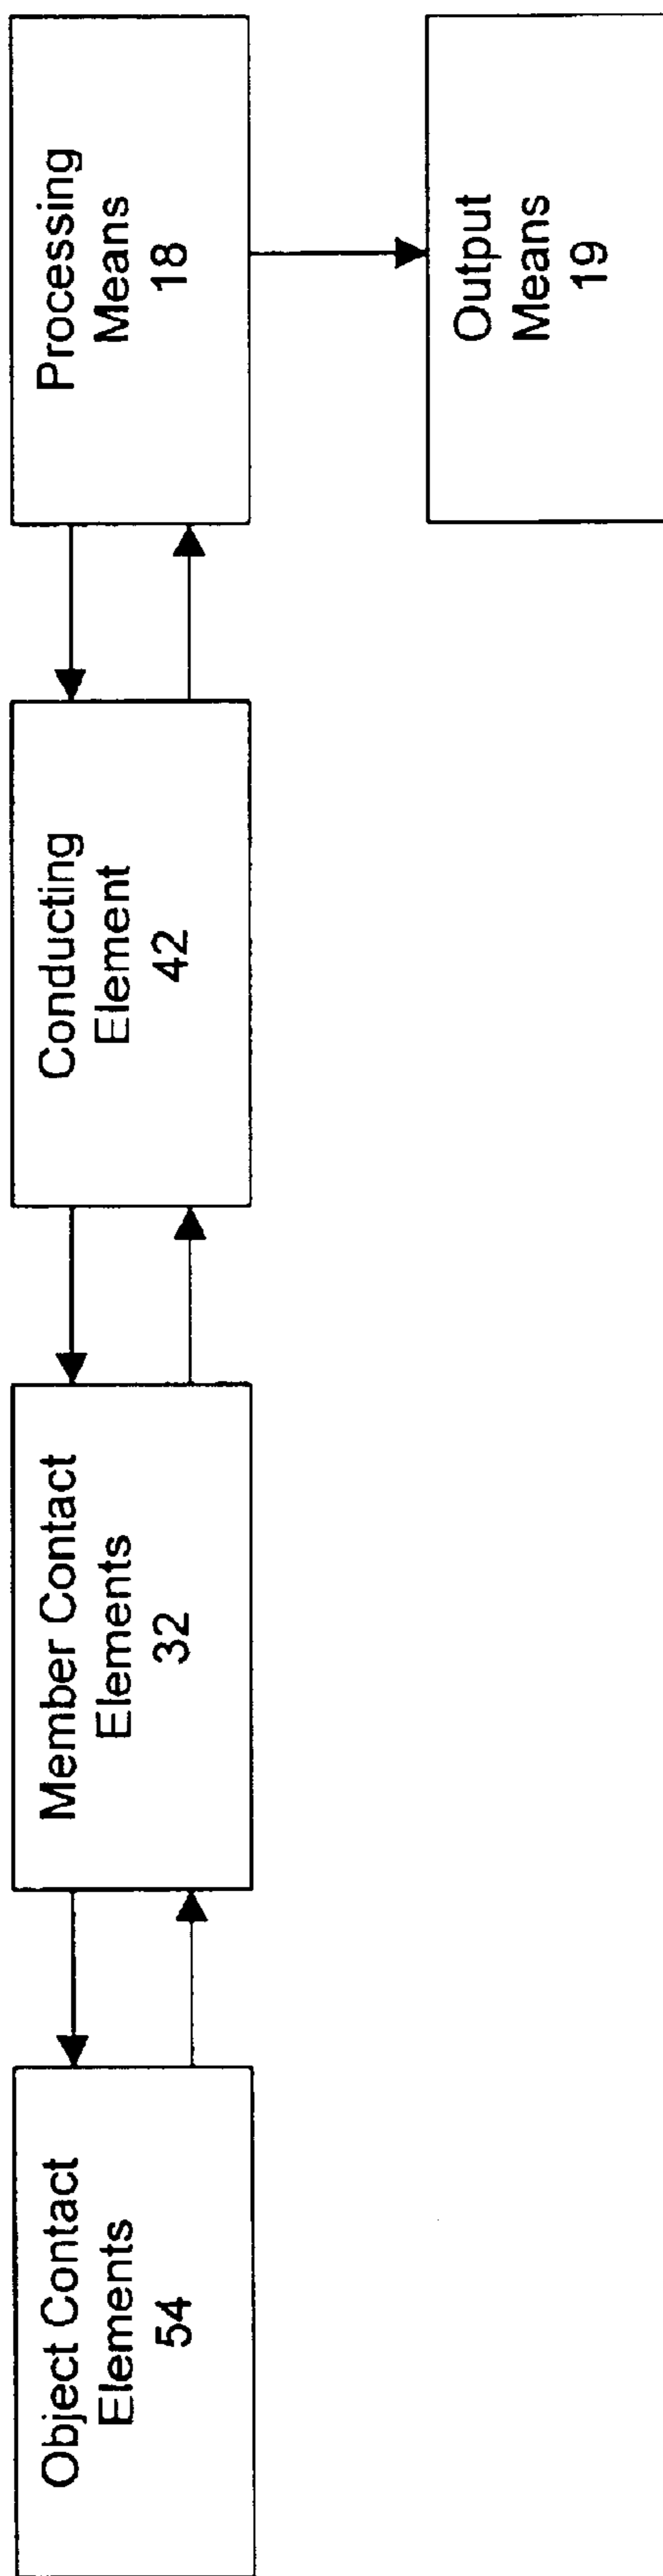 Object Contact
Elements
54
Member Contact
Elements
32
Conducting
Element
42
Processing
Means
18
Output
Means
19